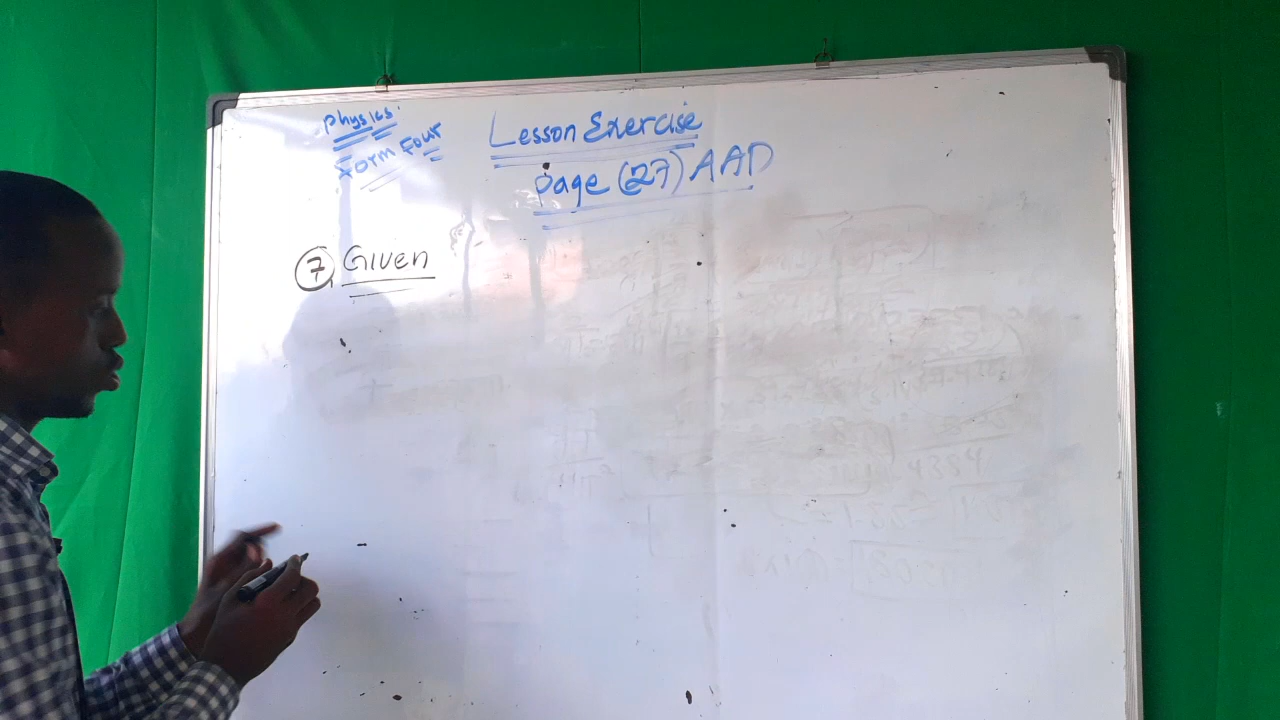 Physics.
Form Four
Lesson Exercise
page (27) AAD
7 Given